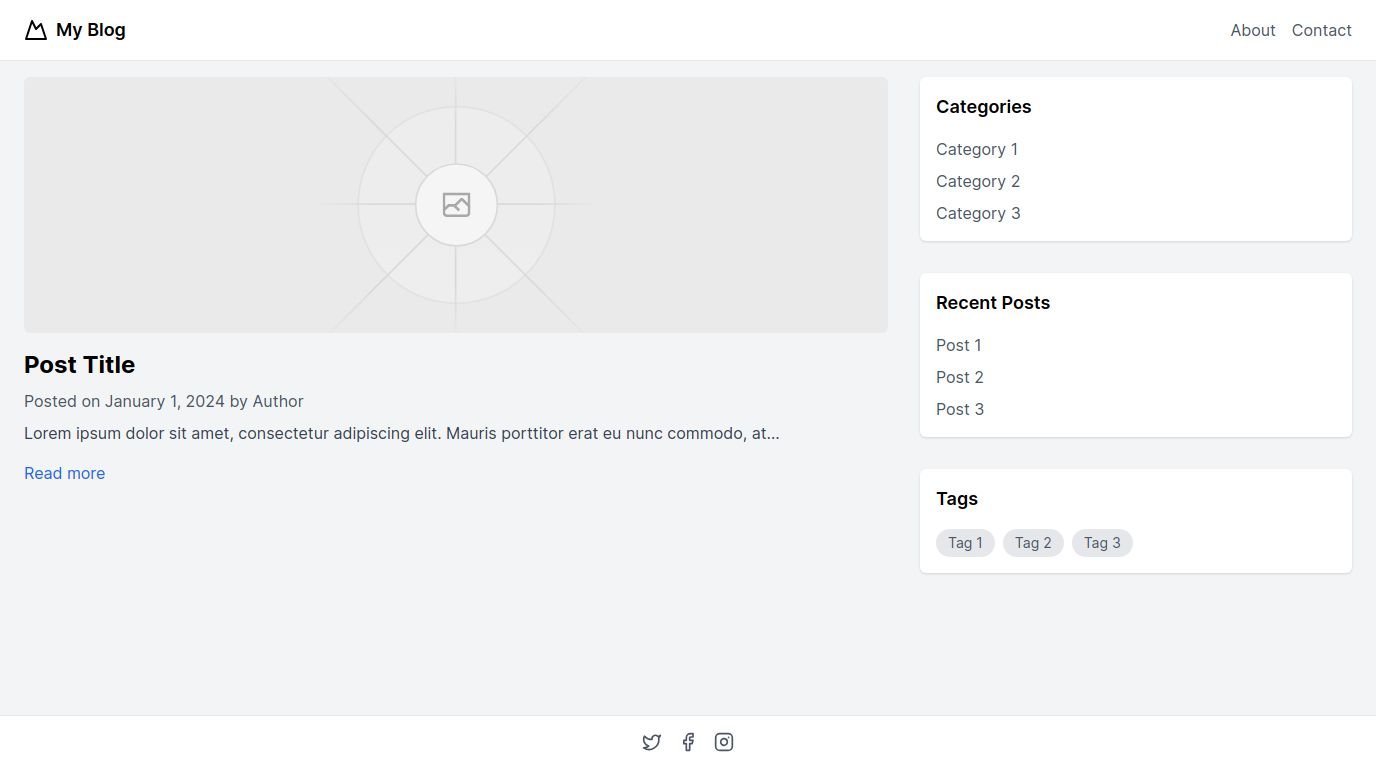 My Blog
About Contact
Post Title
Posted on January 1, 2024 by Author
Lorem ipsum dolor sit amet, consectetur adipiscing elit. Mauris porttitor erat eu nunc commodo, at...
Read more
Categories
Category 1
Category 2
Category 3
Recent Posts
Post 1
Post 2
Post 3
Tags
Tag 1 Tag 2 Tag 3